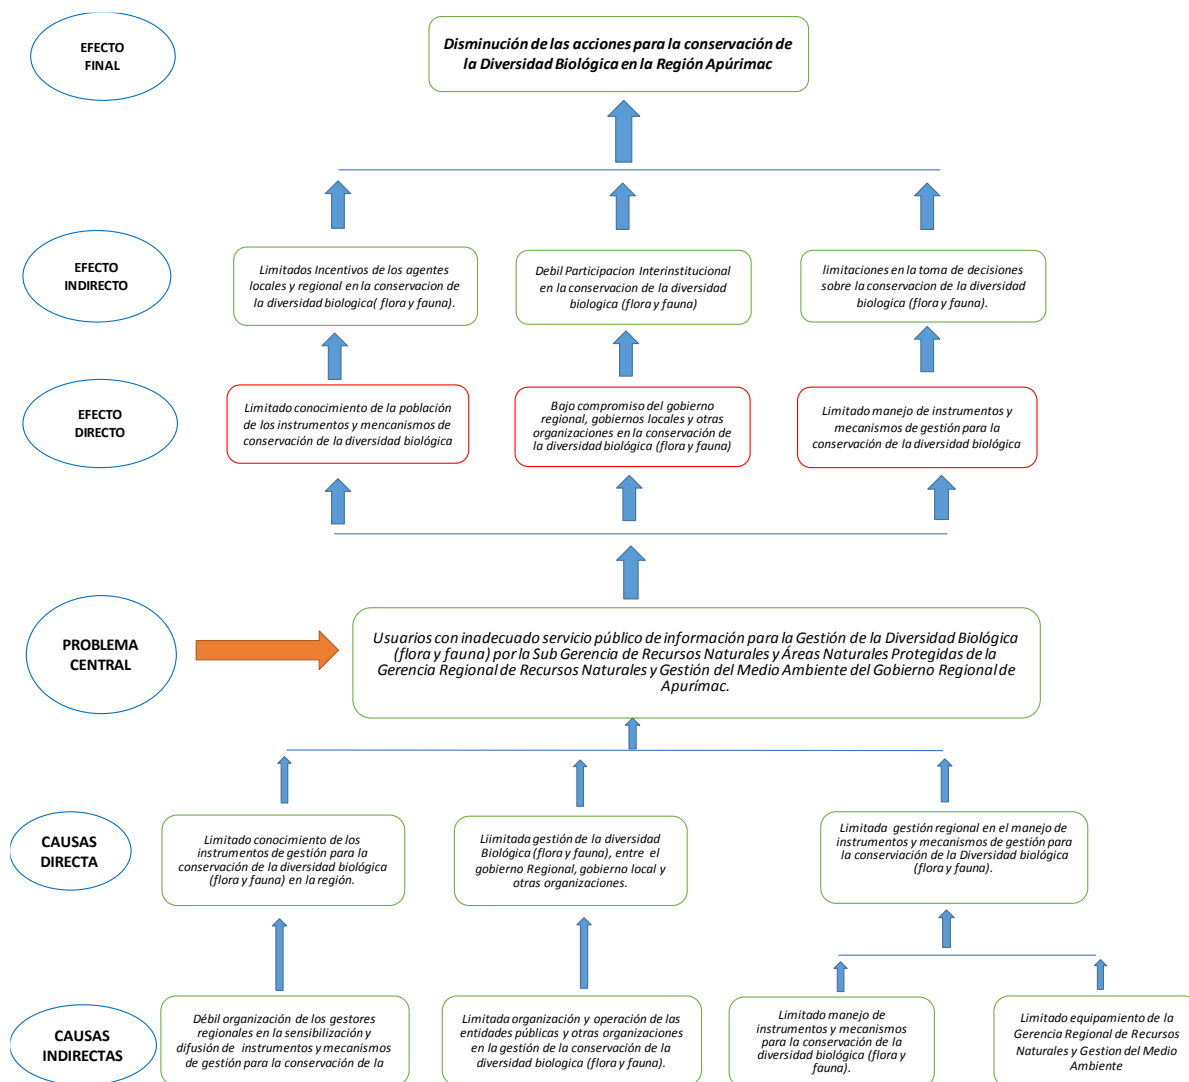 EFECTO
FINAL
Disminución de las acciones para la conservación de
la Diversidad Biológica en la Región Apúrimac
EFECTO
INDIRECTO
Limitados Incentivos de los agentes
locales y regional en la conservacion de
la diversidad biologica( flora y fauna).
Debil Participacion Interinstitucional
en la conservacion de la diversidad
biologica (flora y fauna)
limitaciones en la toma de decisiones
sobre la conservacion de la diversidad
biologica (flora y fauna).
EFECTO
DIRECTO
Limitado conocimiento de la población
de los instrumentos y mencanismos de
conservación de la diversidad biológica
Bajo compromiso del gobierno
regional, gobiernos locales y otras
organizaciones en la conservación de
la diversidad biológica (flora y fauna)
Limitado manejo de instrumentos y
mecanismos de gestión para la
conservación de la diversidad biológica
PROBLEMA
CENTRAL
Usuarios con inadecuado servicio público de información para la Gestión de la Diversidad Biológica
(flora y fauna) por la Sub Gerencia de Recursos Naturales y Áreas Naturales Protegidas de la
Gerencia Regional de Recursos Naturales y Gestión del Medio Ambiente del Gobierno Regional de
Apurímac.
CAUSAS
DIRECTA
Limitado conocimiento de los
instrumentos de gestión para la
conservación de la diversidad biológica
(flora y fauna) en la región.
Liimitada gestión de la diversidad
Biológica (flora y fauna), entre el
gobierno Regional, gobierno local y
otras organizaciones.
Limitada gestión regional en el manejo de
instrumentos y mecanismos de gestión para
la conserviación de la Diversidad biológica
(flora y fauna).
CAUSAS
INDIRECTAS
Débil organización de los gestores
regionales en la sensibilización y
difusión de instrumentos y mecanismos
de gestión para la conservación de la
Limitada organización y operación de las
entidades públicas y otras organizaciones
en la gestión de la conservación de la
diversidad biologica (flora y fauna).
Limitado manejo de
instrumentos y mecanismos
para la conservación de la
diversidad biológica (flora y
fauna).
Limitado equipamiento de la
Gerencia Regional de Recursos
Naturales y Gestion del Medio
Ambiente